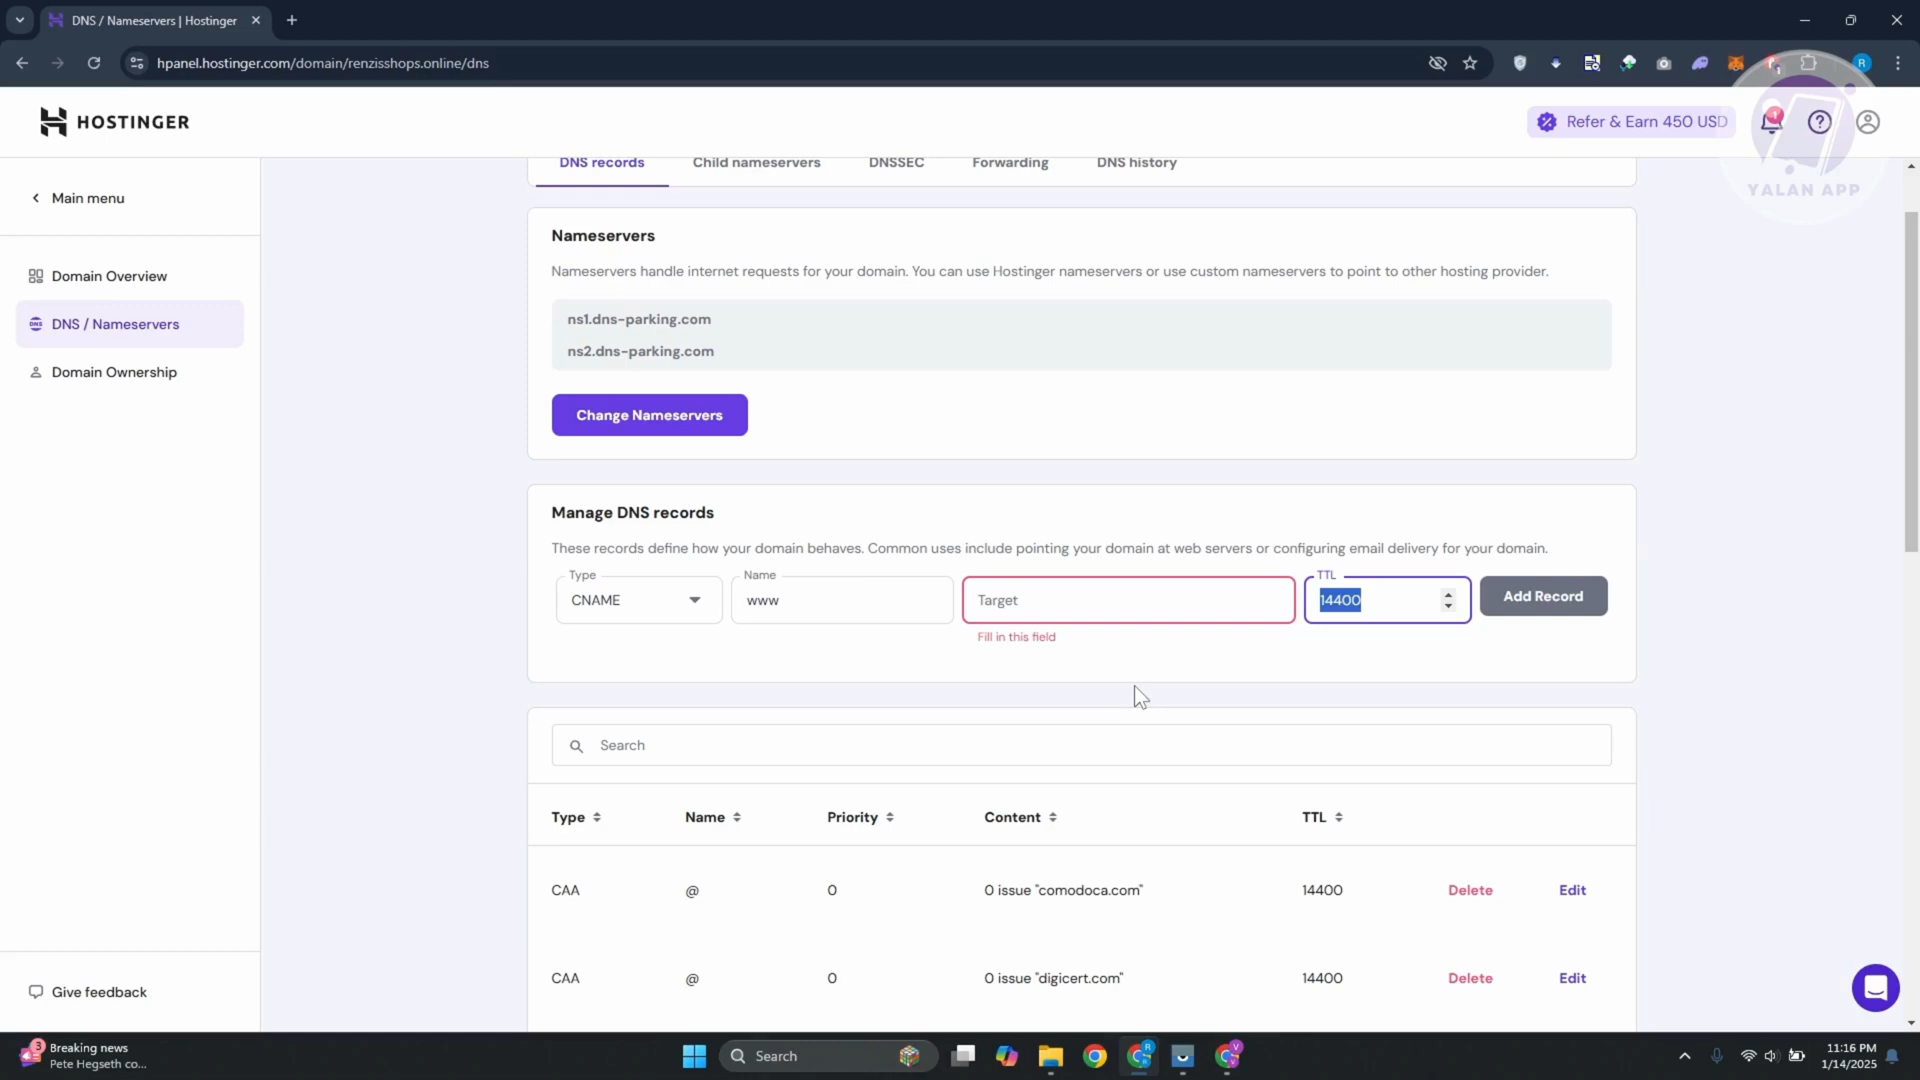 DNS / Nameservers | Hostinger
hpanel.hostinger.com/domain/renzisshops.online/dns
R
HOSTINGER
Refer & Earn 450 USD
YALAN APP
Main menu
Domain Overview
DNS / Nameservers
Domain Ownership
Give feedback
DNS records
Child nameservers
DNSSEC
Forwarding
DNS history
Nameservers
Nameservers handle internet requests for your domain. You can use Hostinger nameservers or use custom nameservers to point to other hosting provider.
ns1.dns-parking.com
ns2.dns-parking.com
Change Nameservers
Manage DNS records
These records define how your domain behaves. Common uses include pointing your domain at web servers or configuring email delivery for your domain.
Type
CNAME
Name
www
Target
Fill in this field
TTL
14400
Add Record
Search
Type Name Priority Content TTL
CAA @ 0 0 issue "comodoca.com" 14400 Delete Edit
CAA @ 0 0 issue "digicert.com" 14400 Delete Edit
3
Breaking news
Pete Hegseth co...
Search
11:16 PM
1/14/2025